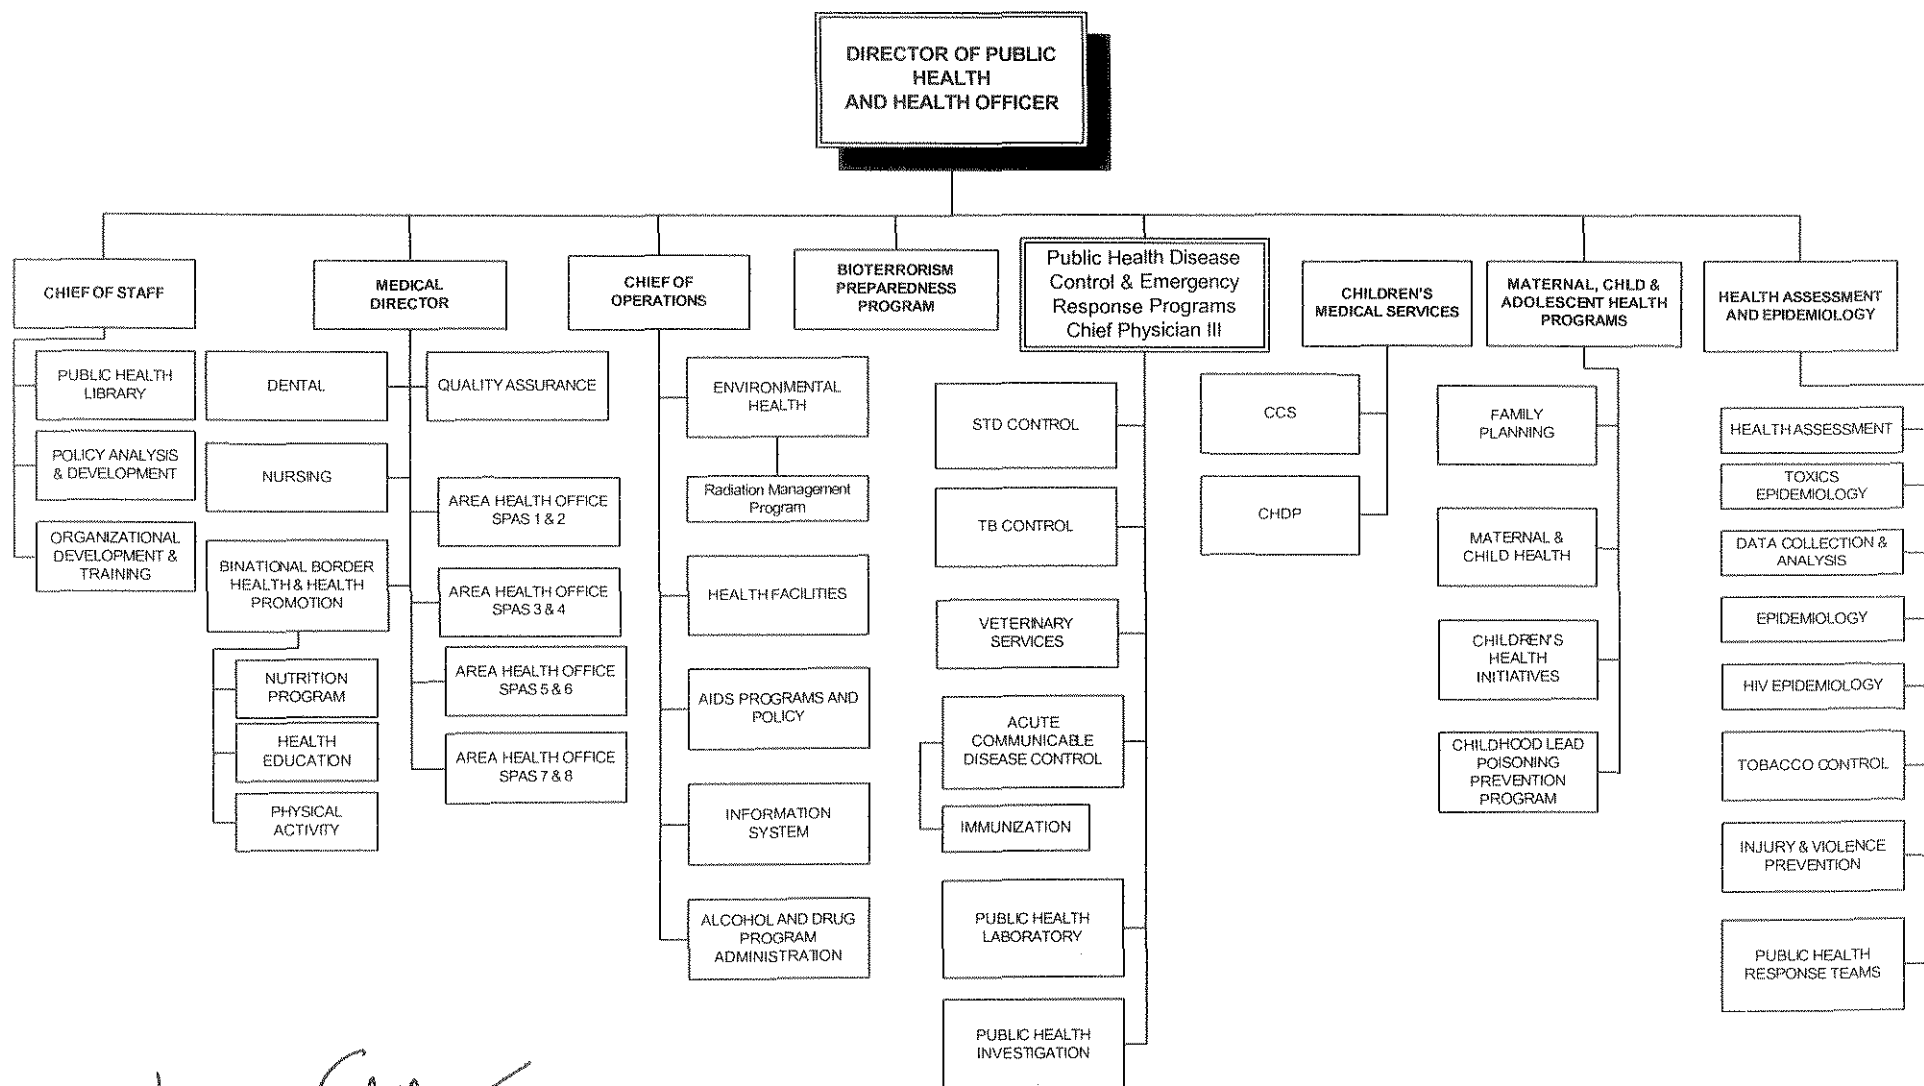 DIRECTOR OF PUBLIC
HEALTH
AND HEALTH OFFICER
CHIEF OF STAFF
PUBLIC HEALTH
LIBRARY
POLICY ANALYSIS
& DEVELOPMENT
ORGANIZATIONAL
DEVELOPMENT &
TRAINING
MEDICAL
DIRECTOR
DENTAL
QUALITY ASSURANCE
NURSING
BINATIONAL BORDER
HEALTH & HEALTH
PROMOTION
NUTRITION
PROGRAM
HEALTH
EDUCATION
PHYSICAL
ACTIVITY
AREA HEALTH OFFICE
SPAS 1 & 2
AREA HEALTH OFFICE
SPAS 3 & 4
AREA HEALTH OFFICE
SPAS 5 & 6
AREA HEALTH OFFICE
SPAS 7 & 8
CHIEF OF
OPERATIONS
ENVIRONMENTAL
HEALTH
Radiation Management
Program
HEALTH FACILITIES
AIDS PROGRAMS AND
POLICY
INFORMATION
SYSTEM
ALCOHOL AND DRUG
PROGRAM
ADMINISTRATION
BIOTERRORISM
PREPAREDNESS
PROGRAM
Public Health Disease
Control & Emergency
Response Programs
Chief Physician III
STD CONTROL
TB CONTROL
VETERINARY
SERVICES
ACUTE
COMMUNICABLE
DISEASE CONTROL
IMMUNIZATION
PUBLIC HEALTH
LABORATORY
PUBLIC HEALTH
INVESTIGATION
CHILDREN'S
MEDICAL SERVICES
CCS
CHDP
MATERNAL, CHLD &
ADOLESCENT HEALTH
PROGRAMS
FAMILY
PLANNING
MATERNAL &
CHILD HEALTH
CHILDREN'S
HEALTH
INITIATIVES
CHILDHOOD LEAD
POISONING
PREVENTION
PROGRAM
HEALTH ASSESSMENT
AND EPIDEMIOLOGY
HEALTH ASSESSMENT
TOXICS
EPIDEMIOLOGY
DATA COLLECTION &
ANALYSIS
EPIDEMIOLOGY
HIV EPIDEMIOLOGY
TOBACCO CONTROL
INJURY & VIOLENCE
PREVENTION
PUBLIC HEALTH
RESPONSE TEAMS